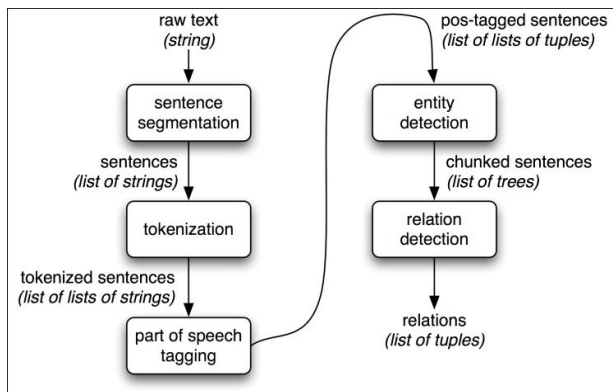 raw text
(string)
sentence
segmentation
sentences
(list of strings)
tokenization
tokenized sentences
(list of lists of strings)
part of speech
tagging
pos-tagged sentences
(list of lists of tuples)
entity
detection
chunked sentences
(list of trees)
relation
detection
relations
(list of tuples)